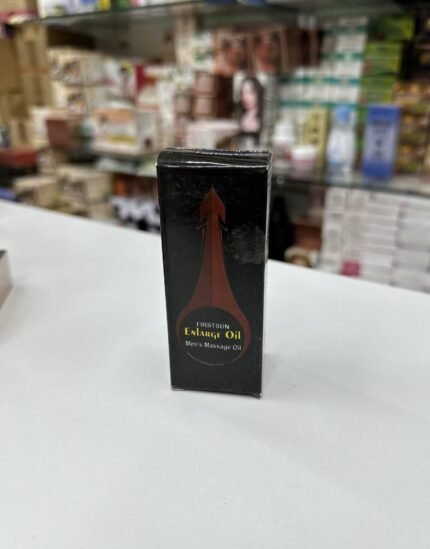 FIRSTSUN
Enlarge Oil
Men's Massage Oil